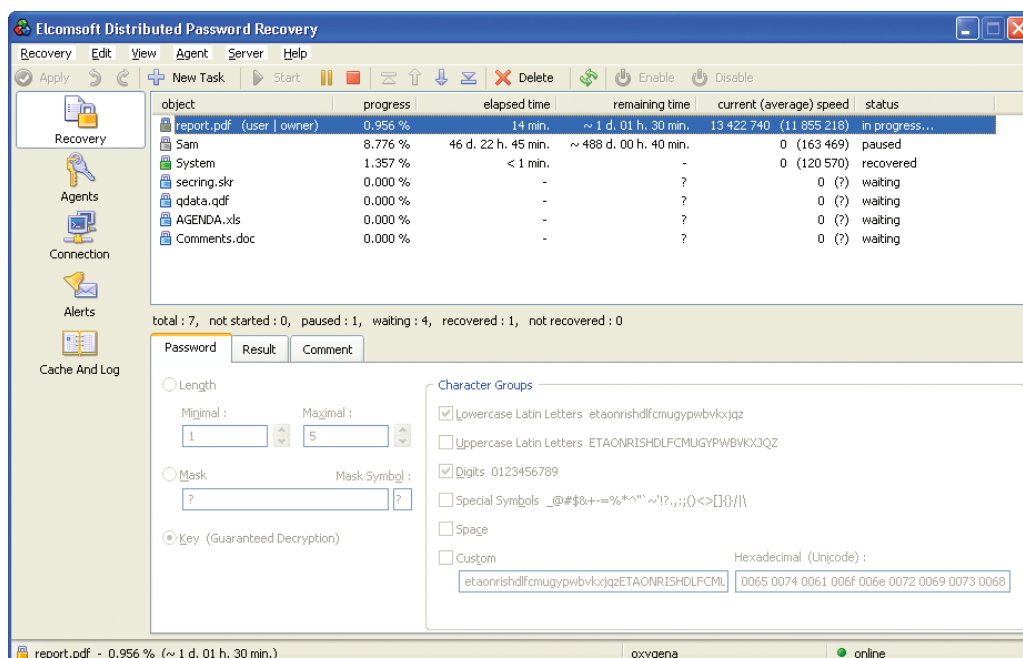 Elcomsoft Distributed Password Recovery
Recovery Edit View Agent Server Help
Apply New Task Start Delete Enable Disable
object progress elapsed time remaining time current (average) speed status
report.pdf (user | owner) 0.956 % 14 min. ~ 1 d. 01 h. 30 min. 13 422 740 (11 855 218) in progress...
Sam 8.776 % 46 d. 22 h. 45 min. ~ 488 d. 00 h. 40 min. 0 (163 469) paused
System 1.357 % < 1 min. - 0 (120 570) recovered
secring.skr 0.000 % - ? 0 (?) waiting
qdata.qdf 0.000 % - ? 0 (?) waiting
AGENDA.xls 0.000 % - ? 0 (?) waiting
Comments.doc 0.000 % - ? 0 (?) waiting
Recovery
Agents
Connection
Alerts
Cache And Log
total : 7, not started : 0, paused : 1, waiting : 4, recovered : 1, not recovered : 0
Password Result Comment
Length
Minimal : Maximal :
1 5
Mask Mask Symbol :
? ?
Key (Guaranteed Decryption)
Character Groups
Lowercase Latin Letters etaonrishdlfcmugypwbvkxjqz
Uppercase Latin Letters ETAONRISHDLFCMUGYPWBVKXJQZ
Digits 0123456789
Special Symbols _@#$&+-=%*^"`~'!?.,:;()<>[]{}/|\
Space
Custom Hexadecimal (Unicode) :
etaonrishdlfcmugypwbvkxjqzETAONRISHDLFCMU 0065 0074 0061 006f 006e 0072 0069 0073 0068
report.pdf - 0.956 % (~ 1 d. 01 h. 30 min.) oxygena online